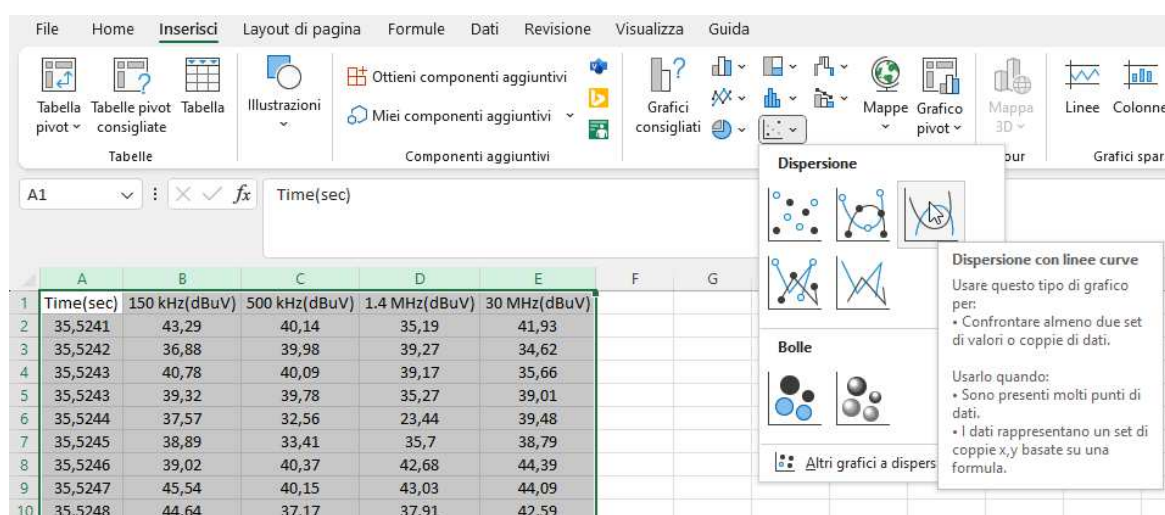 File Home Inserisci Layout di pagina Formule Dati Revisione Visualizza Guida
Tabella pivot
Tabelle pivot consigliate
Tabella
Illustrazioni
Ottieni componenti aggiuntivi
Miei componenti aggiuntivi
Grafici consigliati
Mappe
Grafico pivot
Mappa 3D
Linee
Colonne
Tabelle
Componenti aggiuntivi
our
Grafici spar
A1
fx
Time(sec)
Dispersione
Dispersione con linee curve
Usare questo tipo di grafico
per:
• Confrontare almeno due set
di valori o coppie di dati.
Usarlo quando:
• Sono presenti molti punti di
dati.
• I dati rappresentano un set di
coppie x,y basate su una
formula.
Bolle
Altri grafici a dispers
A B C D E F G
1 Time(sec) 150 kHz(dBuV) 500 kHz(dBuV) 1.4 MHz(dBuV) 30 MHz(dBuV)
2 35,5241 43,29 40,14 35,19 41,93
3 35,5242 36,88 39,98 39,27 34,62
4 35,5243 40,78 40,09 39,17 35,66
5 35,5243 39,32 39,78 35,27 39,01
6 35,5244 37,57 32,56 23,44 39,48
7 35,5245 38,89 33,41 35,7 38,79
8 35,5246 39,02 40,37 42,68 44,39
9 35,5247 45,54 40,15 43,03 44,09
10 35,5248 44,64 37,17 37,91 42,59